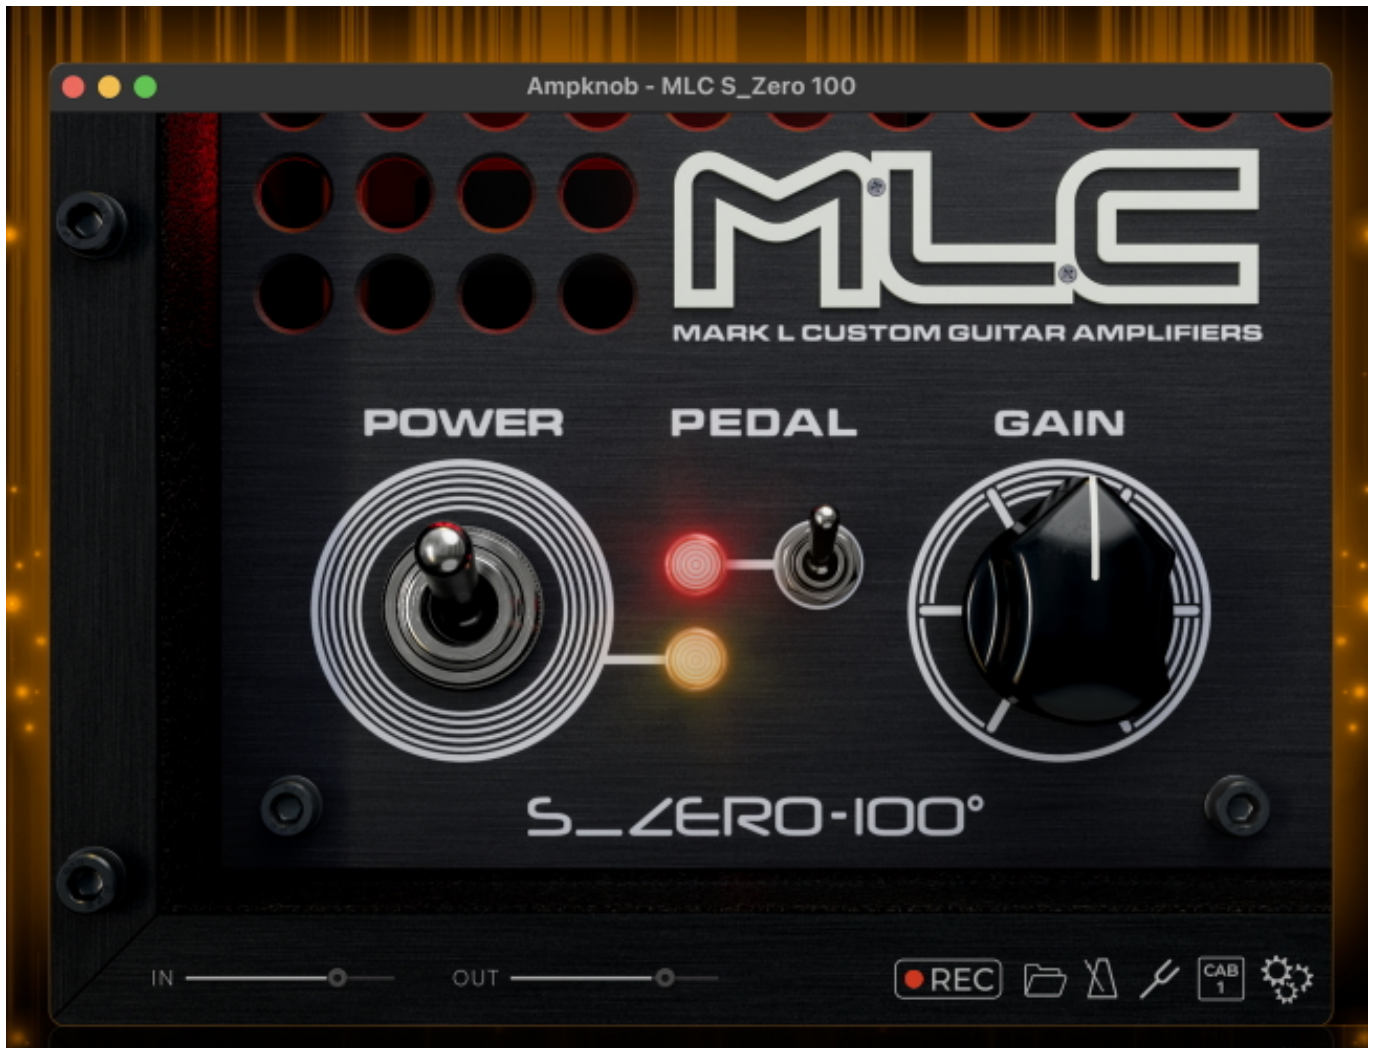 Ampknob - MLC S_Zero 100
MLC
MARK L CUSTOM GUITAR AMPLIFIERS
POWER PEDAL GAIN
S_ZERO-100°
IN OUT REC CAB
1